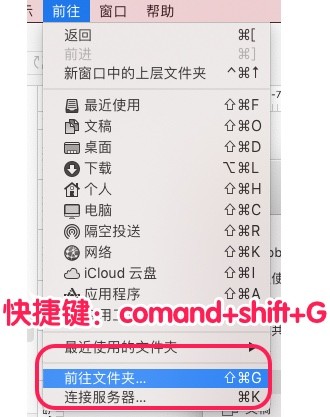 前往 窗口 帮助
返回 ⌘[
前进 ⌘]
新窗口中的上层文件夹 ^⌘↑
最近使用 ⇧⌘F
文稿 ⇧⌘O
桌面 ⇧⌘D
下载 ⌥⌘L
个人 ⇧⌘H
电脑 ⇧⌘C
隔空投送 ⇧⌘R
网络 ⇧⌘K
iCloud 云盘 ⇧⌘I
应用程序 ⇧⌘A
快捷键：comand+shift+G
最近使用的文件夹
前往文件夹... ⇧⌘G
连接服务器... ⌘K